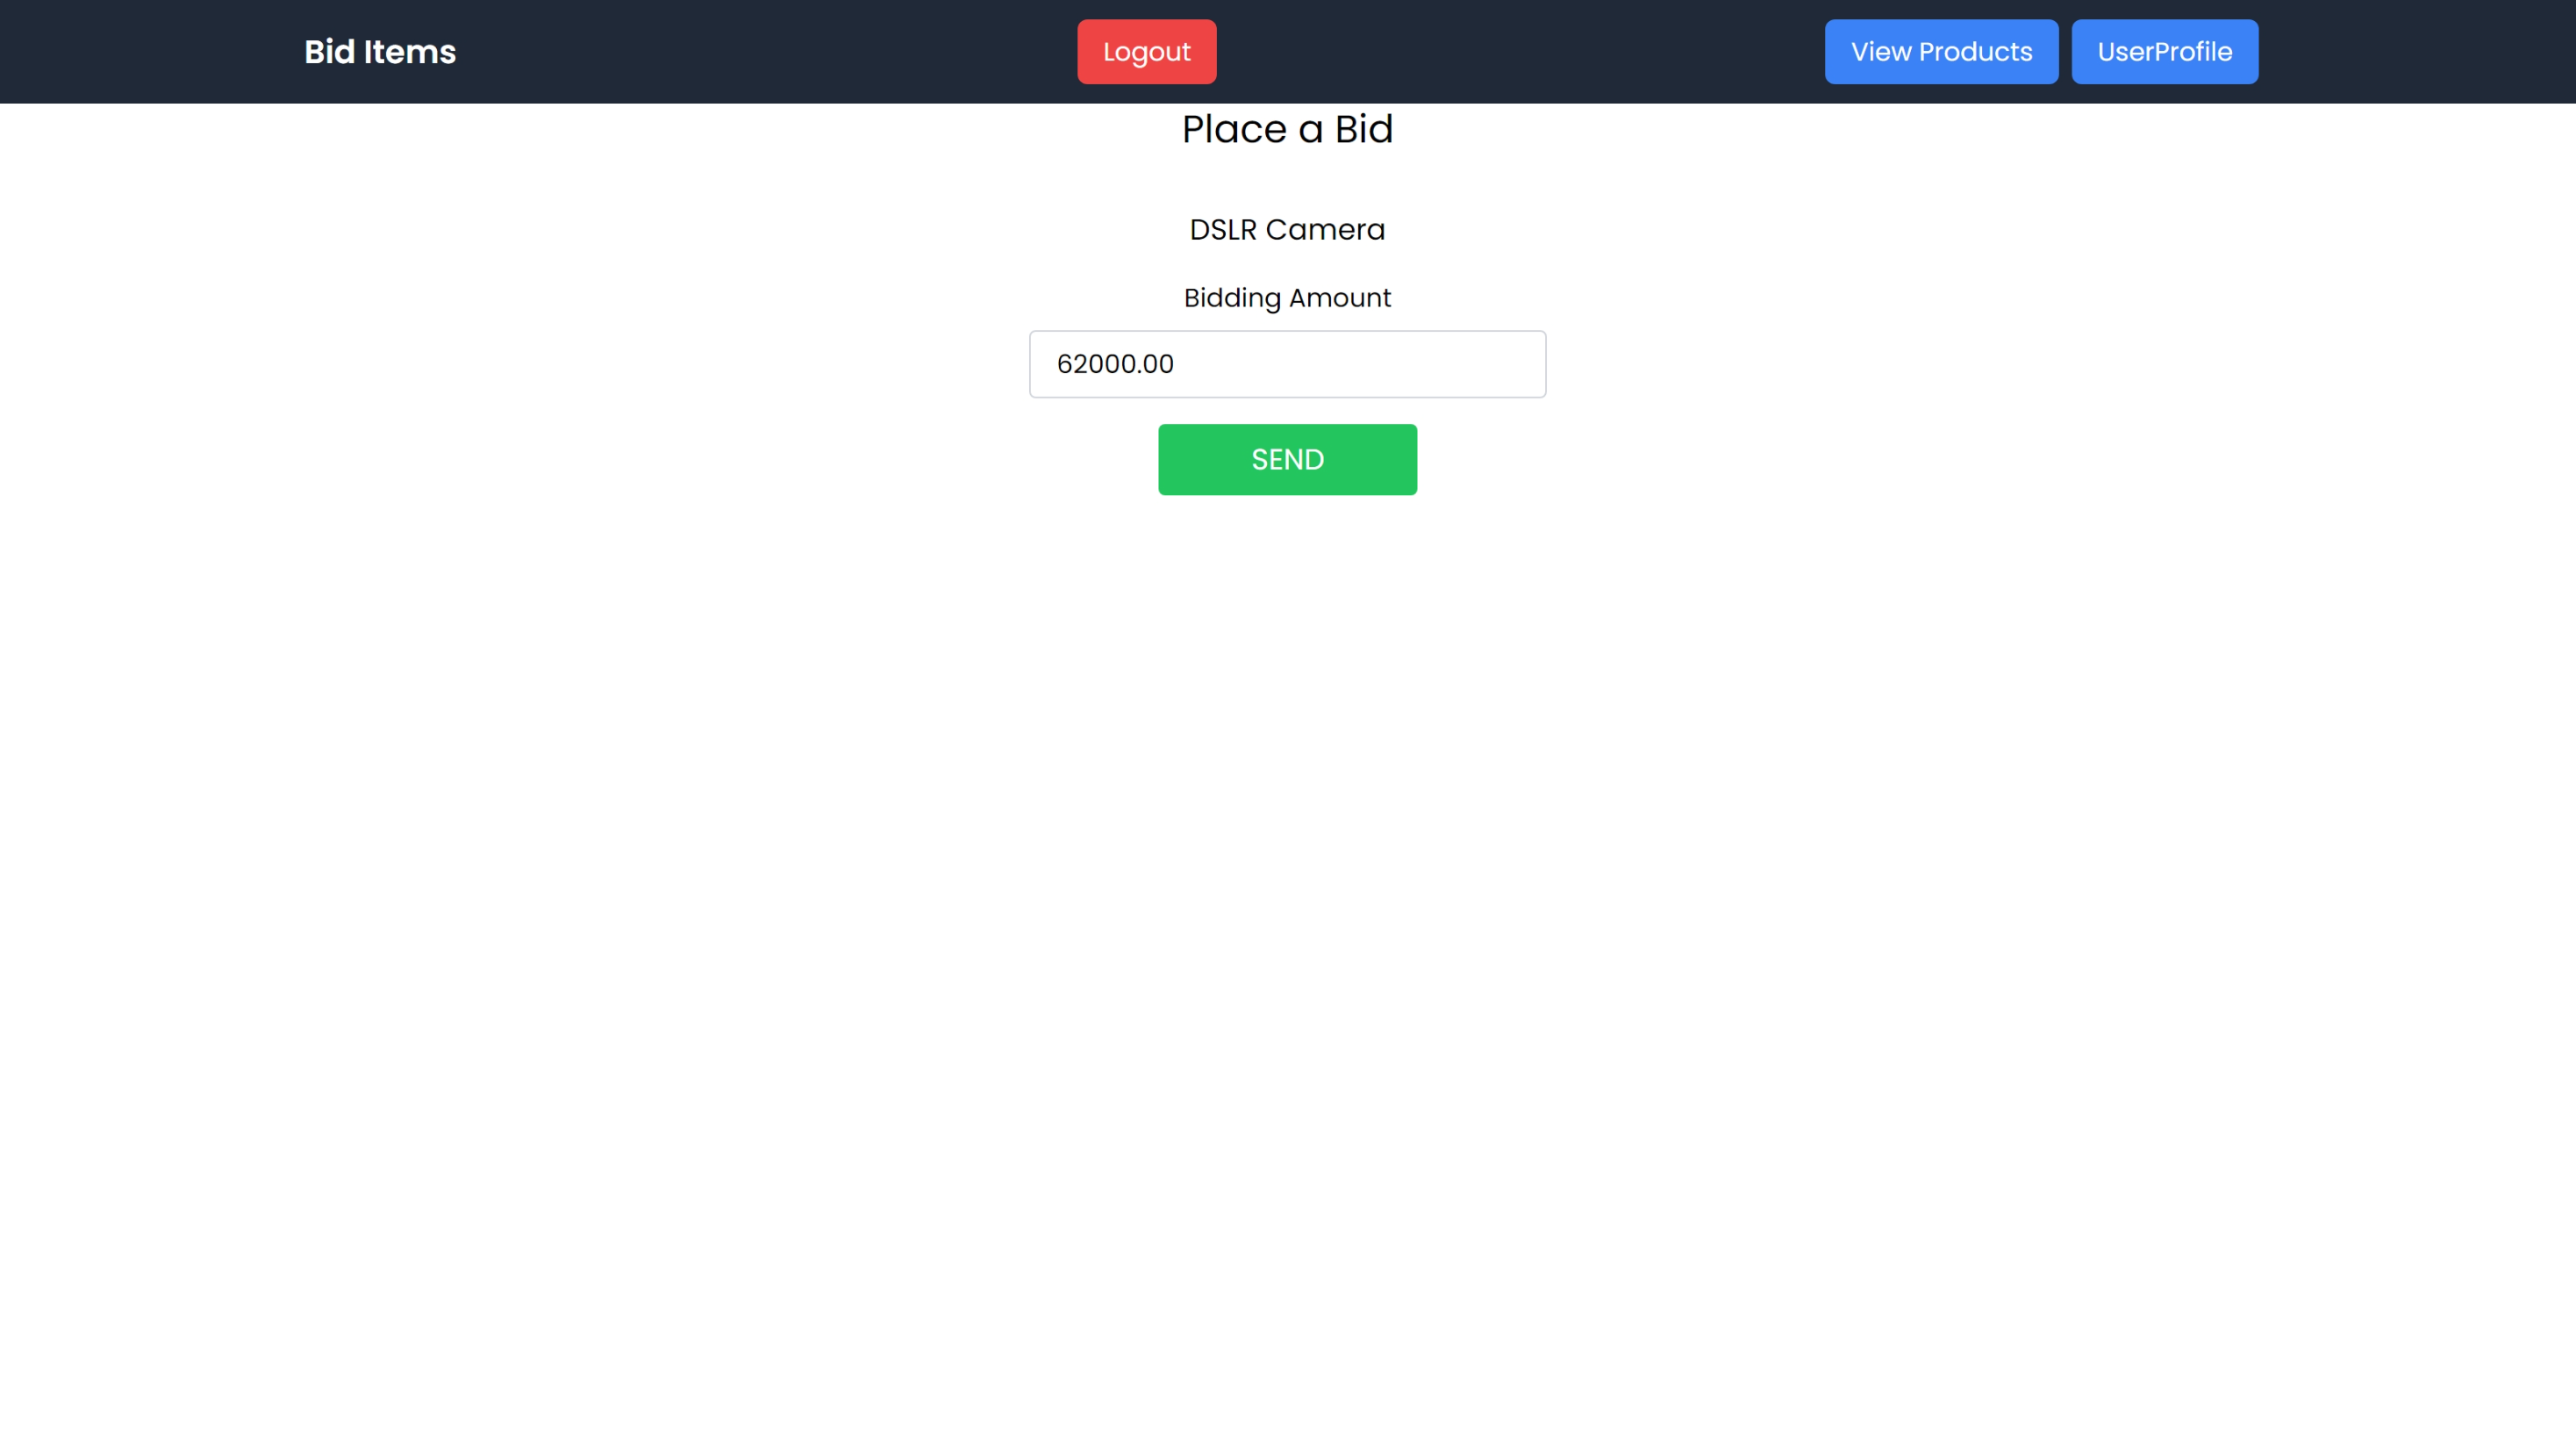 Bid Items
Logout
View Products
UserProfile
Place a Bid
DSLR Camera
Bidding Amount
62000.00
SEND